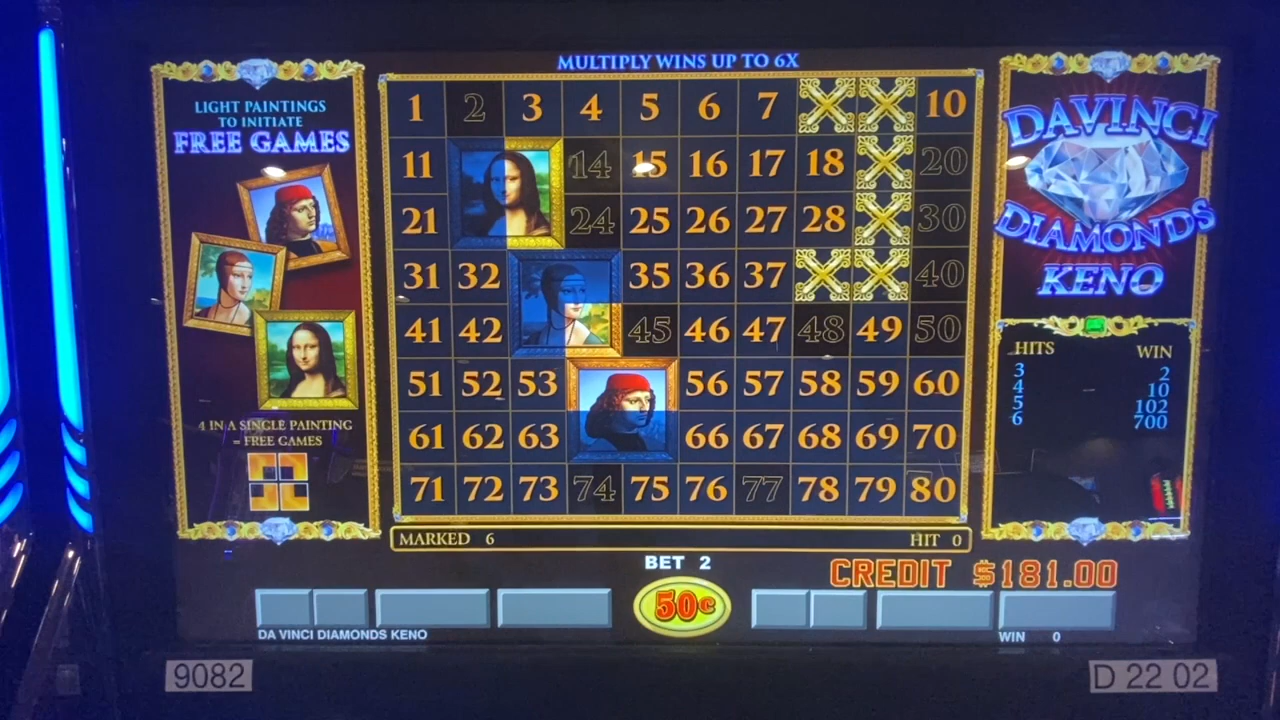 MULTIPLY WINS UP TO 6X
LIGHT PAINTINGS
TO INITIATE
FREE GAMES
4 IN A SINGLE PAINTING
= FREE GAMES
1 2 3 4 5 6 7 10
11 14 15 16 17 18 20
21 24 25 26 27 28 30
31 32 35 36 37 40
41 42 45 46 47 48 49 50
51 52 53 56 57 58 59 60
61 62 63 66 67 68 69 70
71 72 73 74 75 76 77 78 79 80
MARKED 6 HIT 0
DAVINCI
DIAMONDS
KENO
HITS WIN
3 2
4 10
5 102
6 700
BET 2
CREDIT $181.00
50¢
DA VINCI DIAMONDS KENO
WIN 0
9082
D 22 02